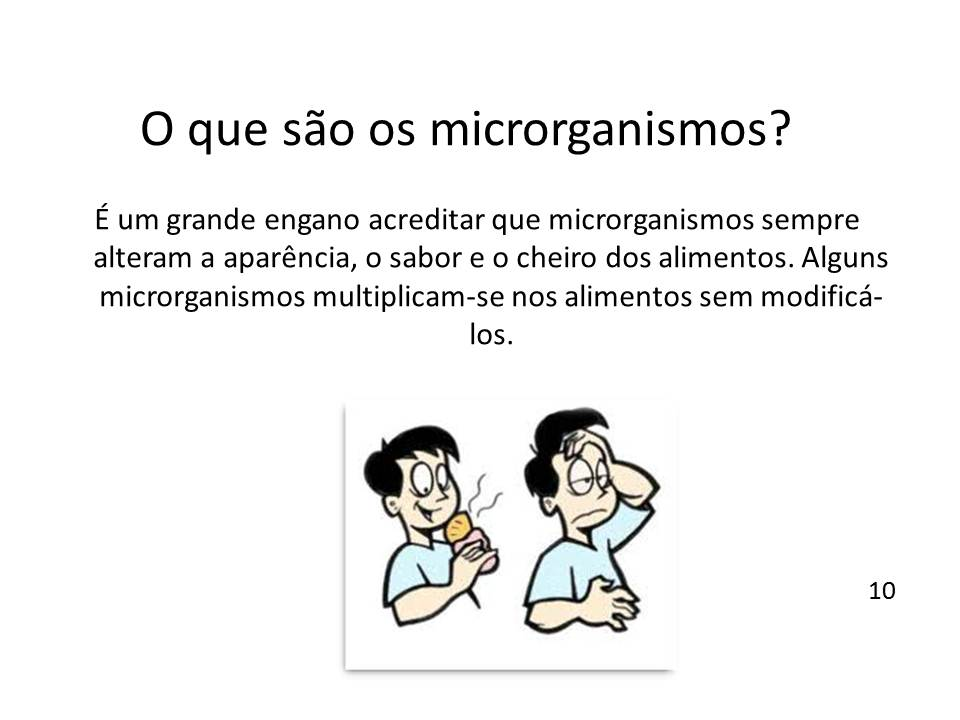 O que são os microrganismos?
É um grande engano acreditar que microrganismos sempre
alteram a aparência, o sabor e o cheiro dos alimentos. Alguns
microrganismos multiplicam-se nos alimentos sem modificá-
los.
10